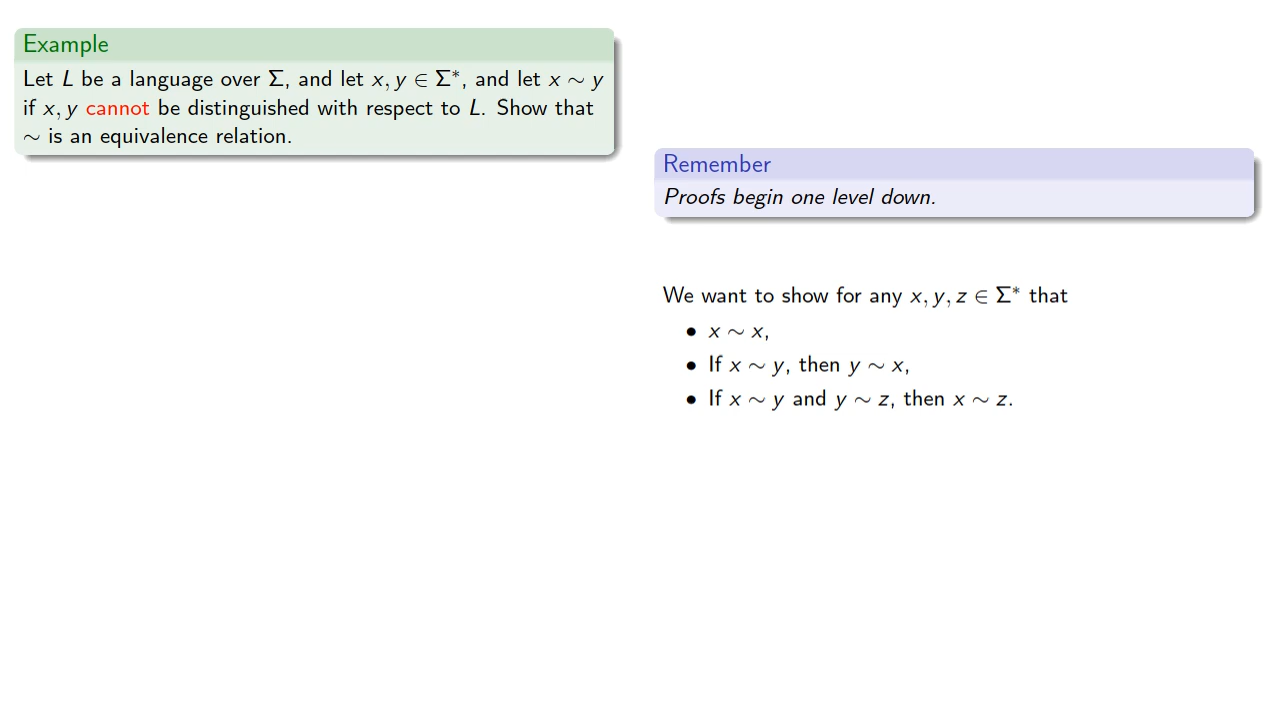 Example
Let L be a language over Σ, and let x, y ∈ Σ*, and let x ∼ y
if x, y cannot be distinguished with respect to L. Show that
∼ is an equivalence relation.
Remember
Proofs begin one level down.
We want to show for any x, y, z ∈ Σ* that
• x ∼ x,
• If x ∼ y, then y ∼ x,
• If x ∼ y and y ∼ z, then x ∼ z.